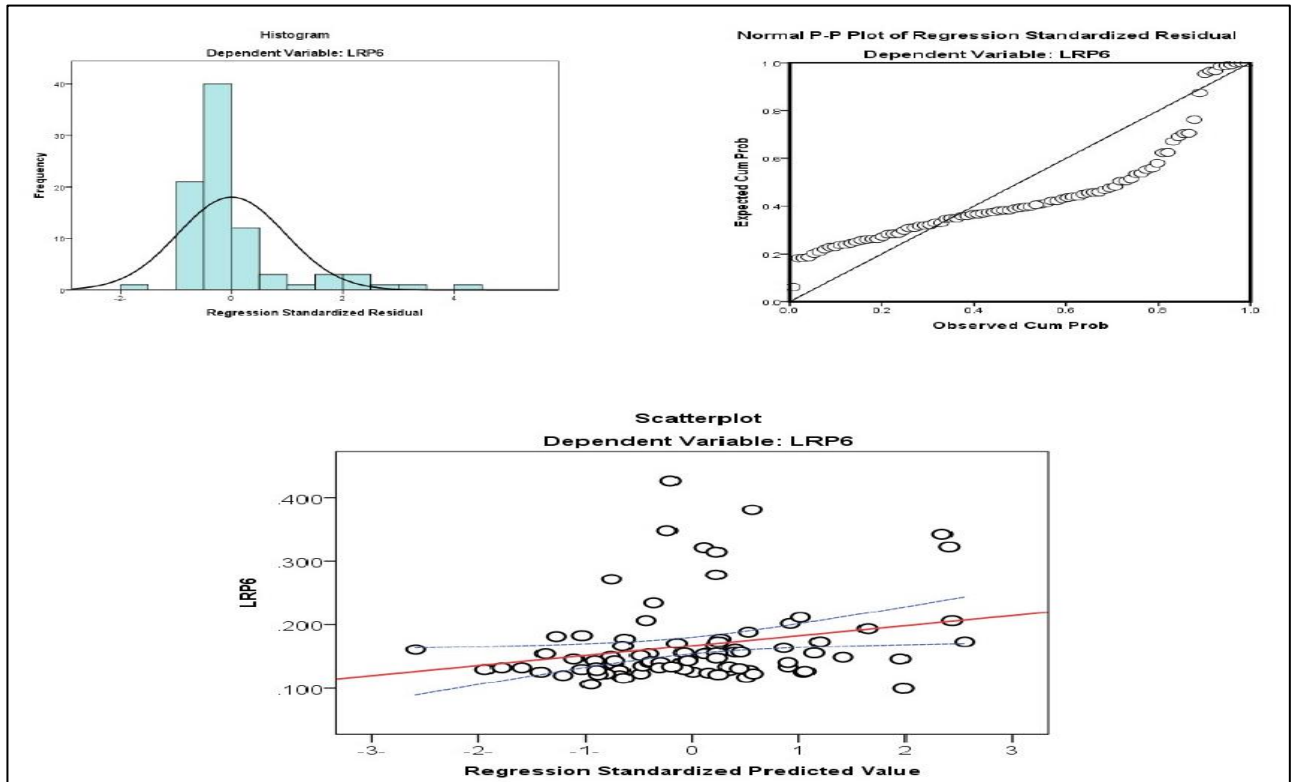 Histogram
Dependent Variable: LRP6
40
30
20
10
0
Frequency
-2
0
2
4
Regression Standardized Residual
Normal P-P Plot of Regression Standardized Residual
Dependent Variable: LRP6
1.0
0.8
0.6
0.4
0.2
0.0
Expected Cum Prob
0.0
0.2
0.4
0.6
0.8
1.0
Observed Cum Prob
Scatterplot
Dependent Variable: LRP6
.400
.300
.200
.100
LRP6
-3-
-2-
-1-
0
1
2
3
Regression Standardized Predicted Value